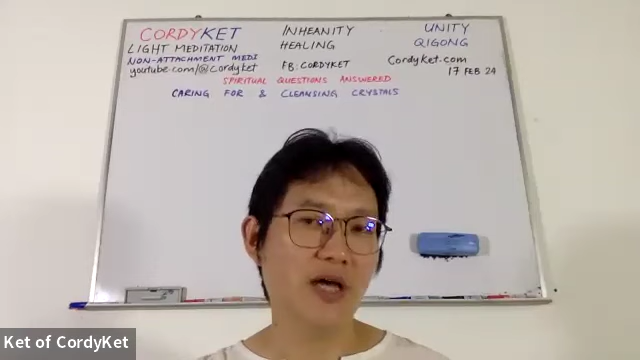 CORDYKET INHEANITY UNITY
LIGHT MEDITATION HEALING QIGONG
NON-ATTACHMENT MEDI
youtube.com/@cordyket FB: CORDYKET Cordyket.com
17 FEB 24
SPIRITUAL QUESTIONS ANSWERED
CARING FOR & CLEANSING CRYSTALS
Ket of CordyKet